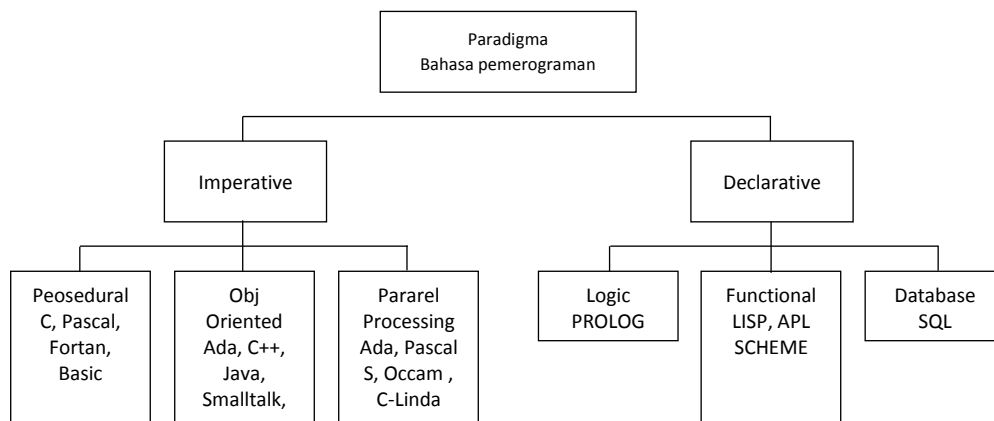 Paradigma
Bahasa pemerograman
Imperative
Declarative
Peosedural
C, Pascal,
Fortan,
Basic
Obj
Oriented
Ada, C++,
Java,
Smalltalk,
Pararel
Processing
Ada, Pascal
S, Occam ,
C-Linda
Logic
PROLOG
Functional
LISP, APL
SCHEME
Database
SQL